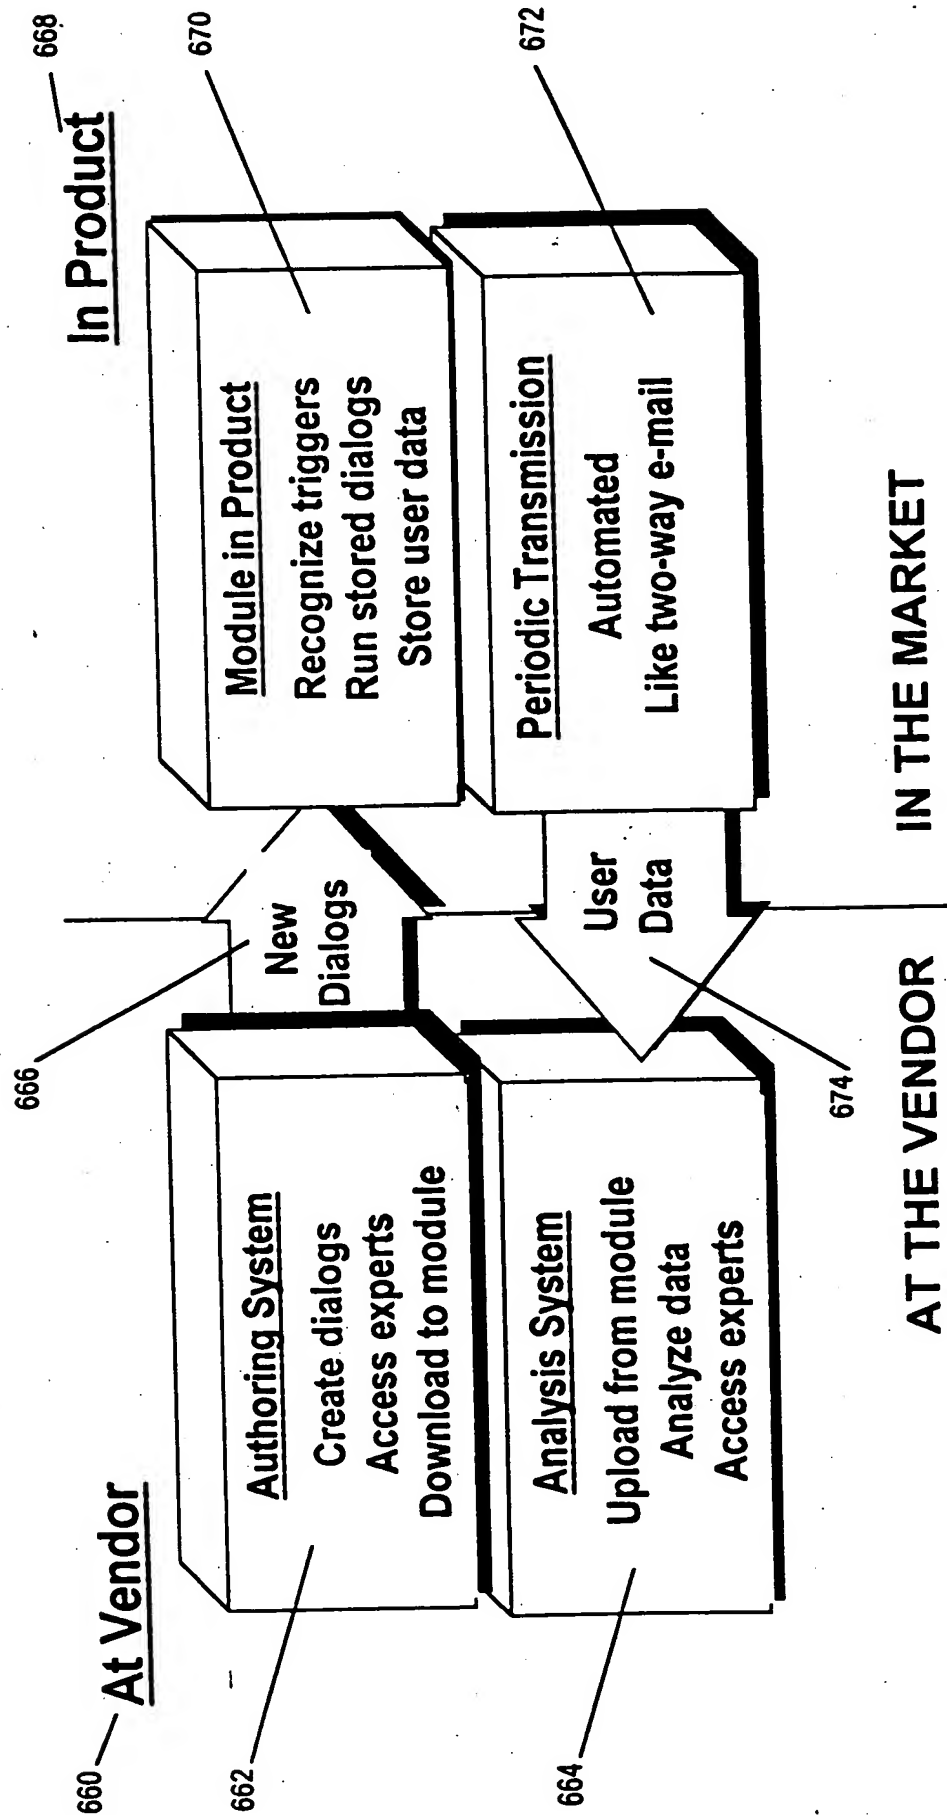 660
At Vendor
662
Authoring System
Create dialogs
Access experts
Download to module
664
Analysis System
Upload from module
Analyze data
Access experts
666
New
Dialogs
User
Data
674
668
In Product
670
Module in Product
Recognize triggers
Run stored dialogs
Store user data
672
Periodic Transmission
Automated
Like two-way e-mail
AT THE VENDOR
IN THE MARKET